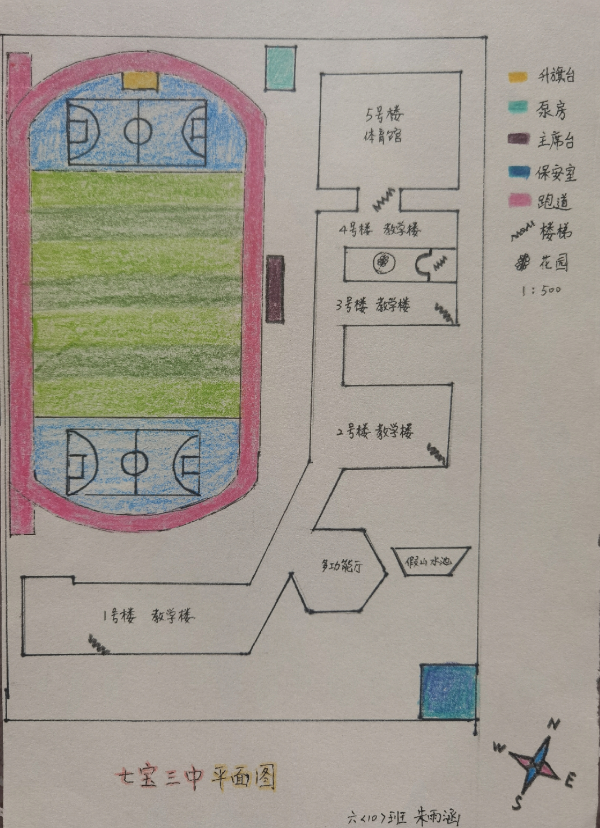 5号楼
体育馆
4号楼 教学楼
3号楼 教学楼
2号楼 教学楼
多功能厅
假山水池
1号楼 教学楼
升旗台
泵房
主席台
保安室
跑道
楼梯
花园
1:500
N
W
E
S
七宝三中平面图
六<10>班 朱雨涵